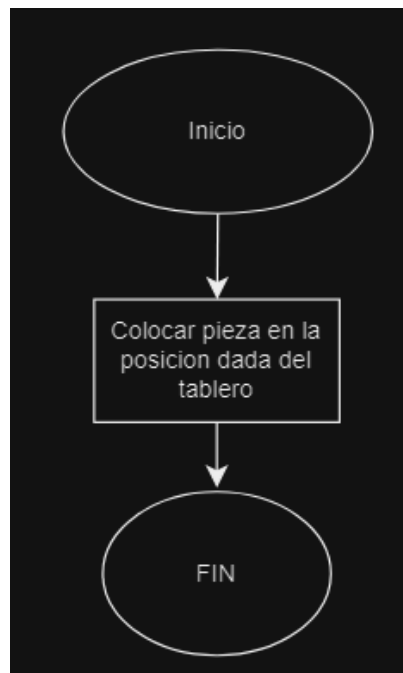 Inicio
Colocar pieza en la
posicion dada del
tablero
FIN